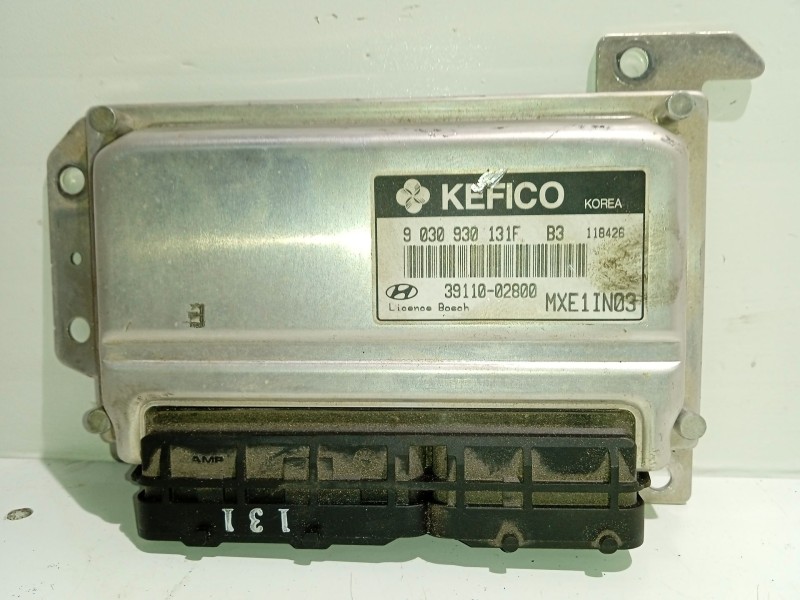 KEFICO KOREA
9 030 930 131F B3 118426
39110-02800
Licence Bosch MXE1IN03
AMP
131